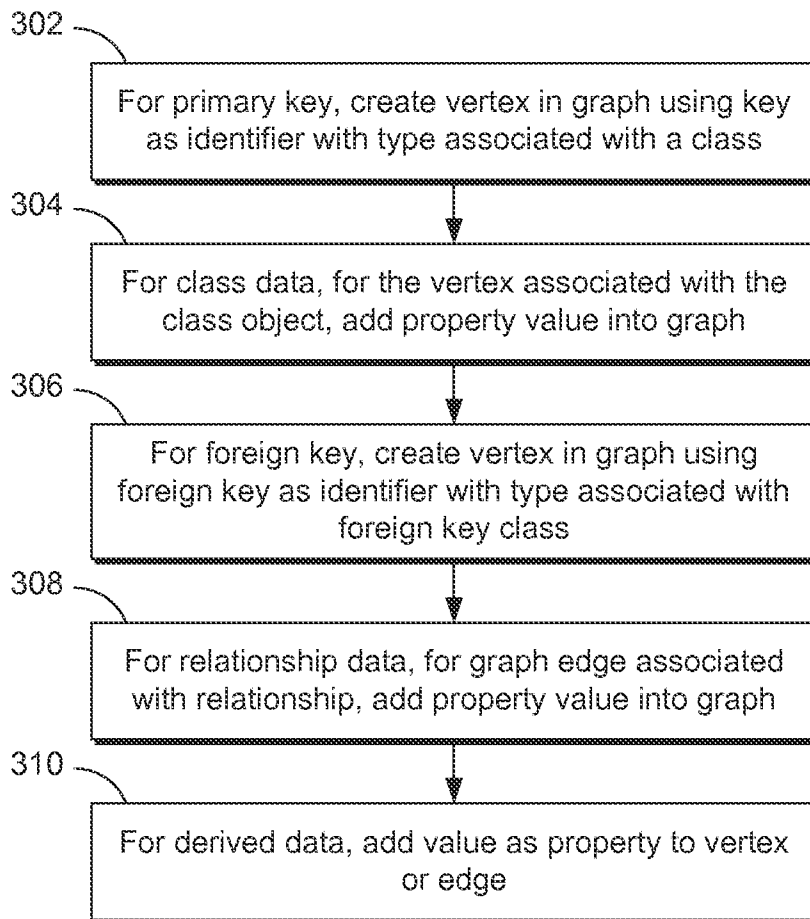 302
For primary key, create vertex in graph using key
as identifier with type associated with a class
304
For class data, for the vertex associated with the
class object, add property value into graph
306
For foreign key, create vertex in graph using
foreign key as identifier with type associated with
foreign key class
308
For relationship data, for graph edge associated
with relationship, add property value into graph
310
For derived data, add value as property to vertex
or edge